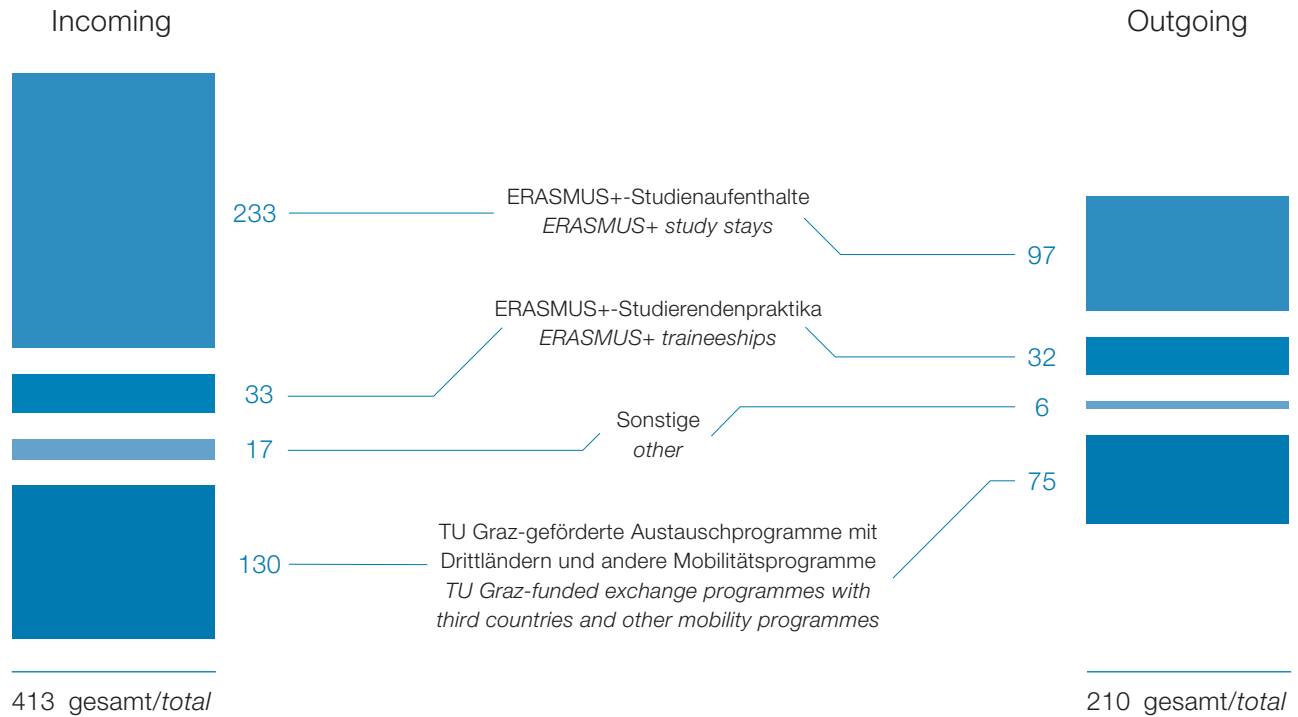 Incoming
Outgoing
233
ERASMUS+-Studienaufenthalte
ERASMUS+ study stays
97
ERASMUS+-Studierendenpraktika
ERASMUS+ traineeships
33
32
17
Sonstige
other
6
130
TU Graz-geförderte Austauschprogramme mit
Drittländern und andere Mobilitätsprogramme
TU Graz-funded exchange programmes with
third countries and other mobility programmes
75
413 gesamt/total
210 gesamt/total